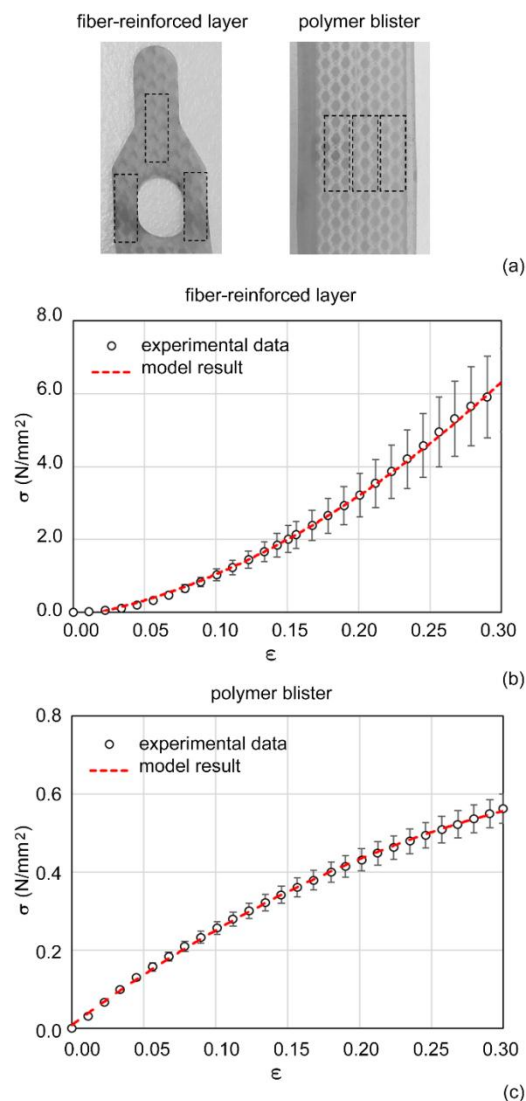 fiber-reinforced layer polymer blister
(a)
fiber-reinforced layer
8.0
experimental data
model result
6.0
4.0
2.0
0.0
σ (N/mm²)
0.00 0.05 0.10 0.15 0.20 0.25 0.30
ε
(b)
polymer blister
0.8
experimental data
model result
0.6
0.4
0.2
0.0
σ (N/mm²)
0.00 0.05 0.10 0.15 0.20 0.25 0.30
ε
(c)